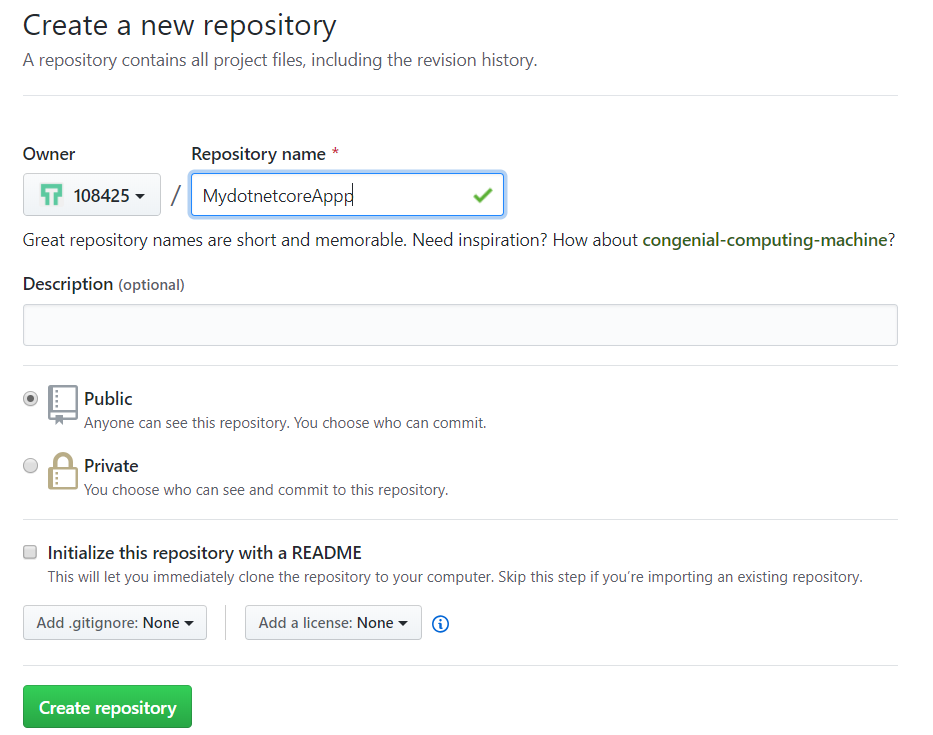 Create a new repository
A repository contains all project files, including the revision history.
Owner Repository name *
108425 / MydotnetcoreAppp
Great repository names are short and memorable. Need inspiration? How about congenial-computing-machine?
Description (optional)
Public
Anyone can see this repository. You choose who can commit.
Private
You choose who can see and commit to this repository.
Initialize this repository with a README
This will let you immediately clone the repository to your computer. Skip this step if you’re importing an existing repository.
Add .gitignore: None Add a license: None
Create repository